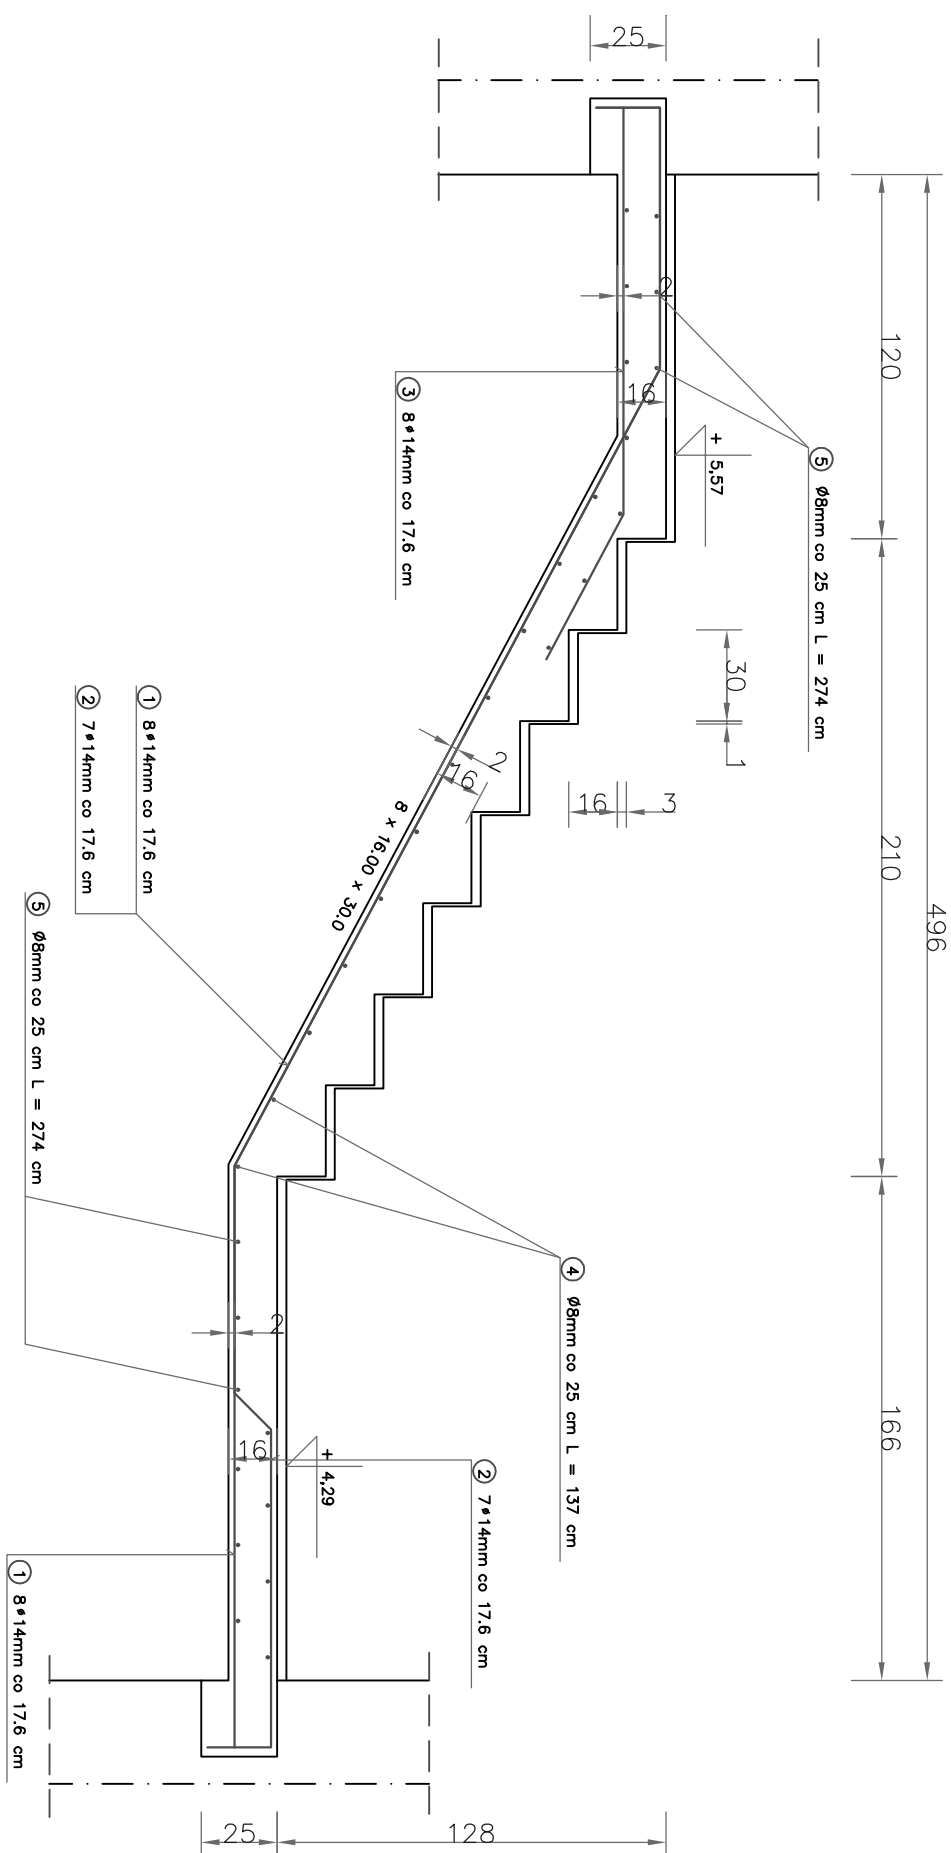 25
496
120
210
166
2
16
+ 5,57
⑤ Ø8mm co 25 cm L = 274 cm
③ 8ø14mm co 17.6 cm
30
1
16
3
2
16
8 x 16.00 x 30.0
① 8ø14mm co 17.6 cm
② 7ø14mm co 17.6 cm
⑤ Ø8mm co 25 cm L = 274 cm
④ Ø8mm co 25 cm L = 137 cm
2
16
+ 4,29
② 7ø14mm co 17.6 cm
① 8ø14mm co 17.6 cm
25
128